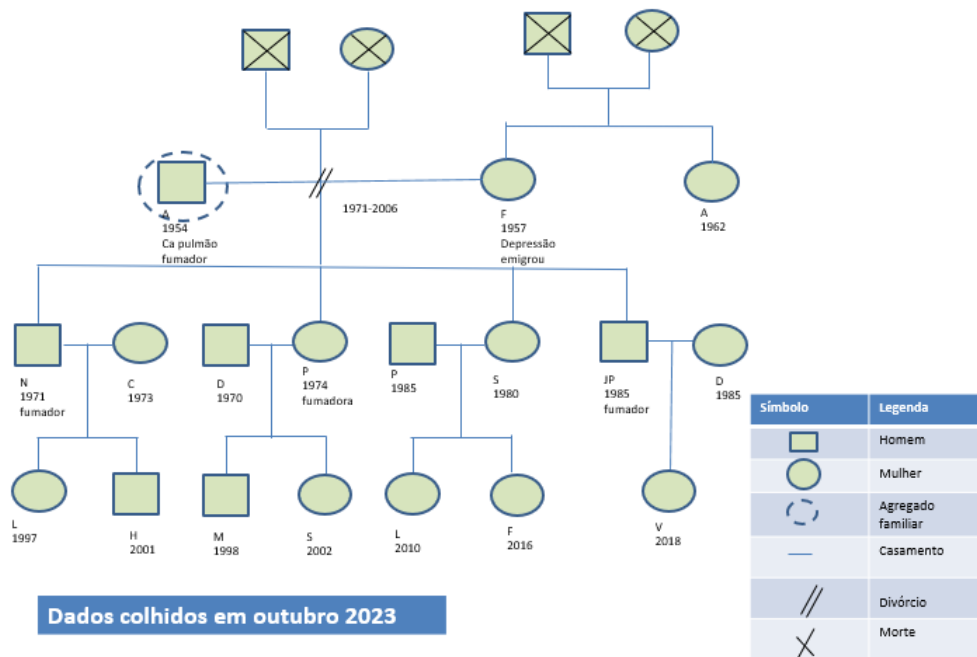 A
1954
Ca pulmão
fumador
1971-2006
F
1957
Depressão
emigrou
A
1962
N
1971
fumador
C
1973
D
1970
P
1974
fumadora
P
1985
S
1980
JP
1985
fumador
D
1985
L
1997
H
2001
M
1998
S
2002
L
2010
F
2016
V
2018
Símbolo
Legenda
Homem
Mulher
Agregado
familiar
Casamento
Divórcio
Morte
Dados colhidos em outubro 2023